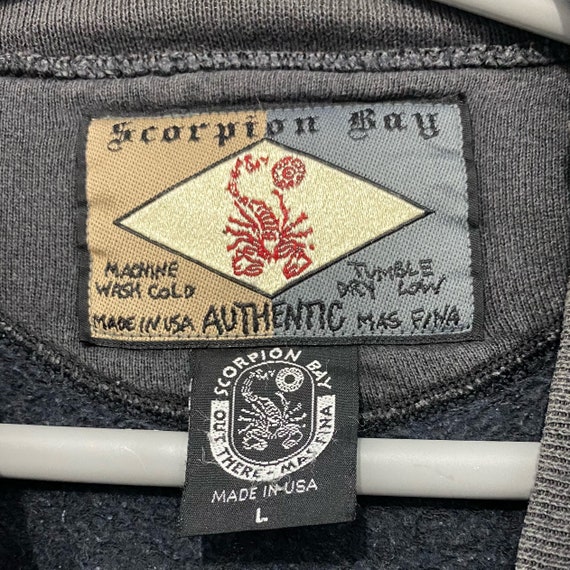 Scorpion Bay
MACHINE
WASH COLD
TUMBLE
DRY LOW
MADE IN USA AUTHENTIC MAS FINA
SCORPION BAY
OUT THERE - MAS FINA
MADE IN USA
L